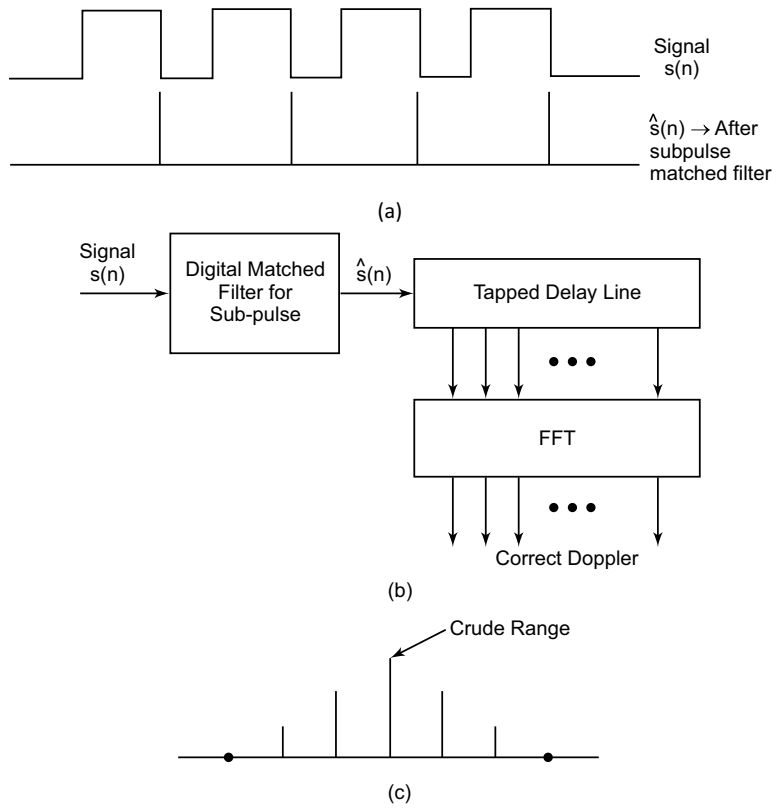 Signal
s(n)
ŝ(n) → After
subpulse
matched filter
(a)
Signal
s(n)
Digital Matched
Filter for
Sub-pulse
ŝ(n)
Tapped Delay Line
FFT
Correct Doppler
(b)
Crude Range
(c)